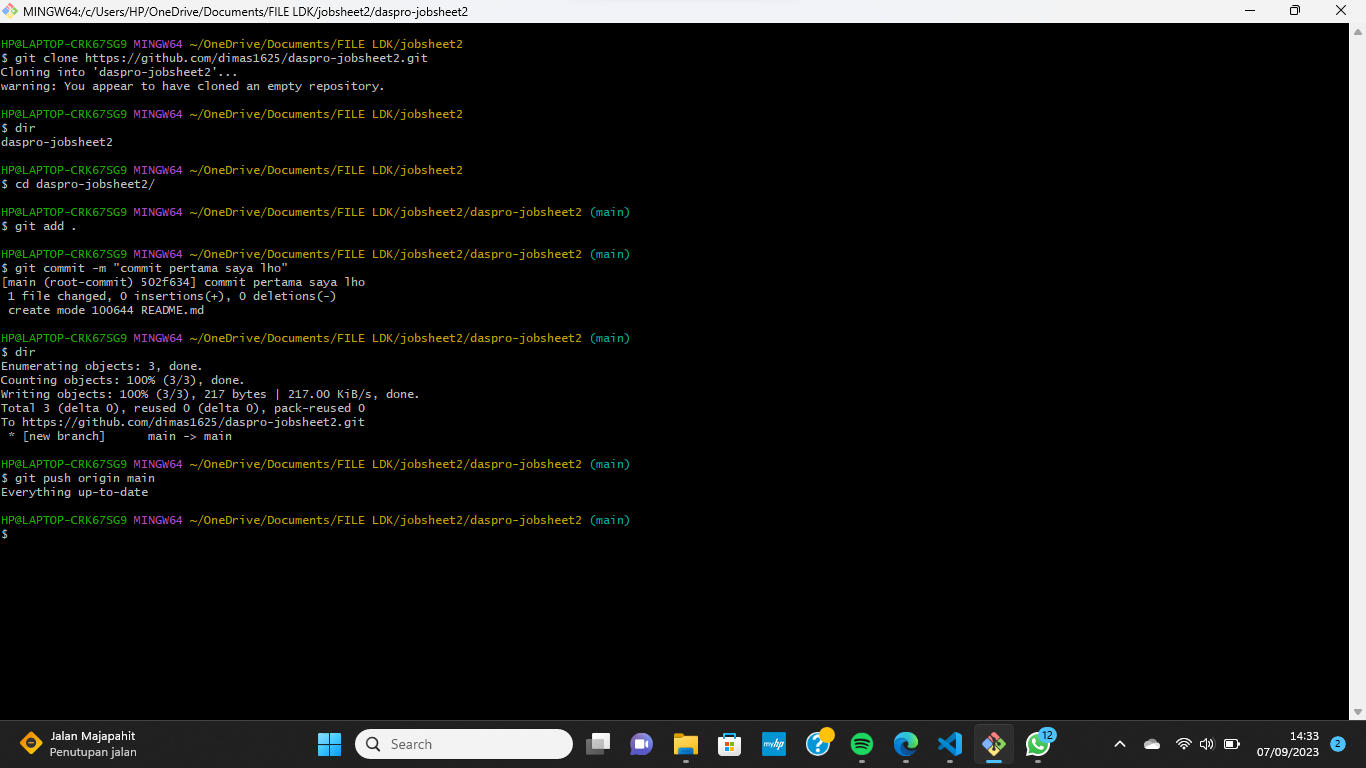 MINGW64:/c/Users/HP/OneDrive/Documents/FILE LDK/jobsheet2/daspro-jobsheet2
HP@LAPTOP-CRK67SG9 MINGW64 ~/OneDrive/Documents/FILE LDK/jobsheet2
$ git clone https://github.com/dimas1625/daspro-jobsheet2.git
Cloning into 'daspro-jobsheet2'...
warning: You appear to have cloned an empty repository.
HP@LAPTOP-CRK67SG9 MINGW64 ~/OneDrive/Documents/FILE LDK/jobsheet2
$ dir
daspro-jobsheet2
HP@LAPTOP-CRK67SG9 MINGW64 ~/OneDrive/Documents/FILE LDK/jobsheet2
$ cd daspro-jobsheet2/
HP@LAPTOP-CRK67SG9 MINGW64 ~/OneDrive/Documents/FILE LDK/jobsheet2/daspro-jobsheet2 (main)
$ git add .
HP@LAPTOP-CRK67SG9 MINGW64 ~/OneDrive/Documents/FILE LDK/jobsheet2/daspro-jobsheet2 (main)
$ git commit -m "commit pertama saya lho"
[main (root-commit) 502f634] commit pertama saya lho
1 file changed, 0 insertions(+), 0 deletions(-)
create mode 100644 README.md
HP@LAPTOP-CRK67SG9 MINGW64 ~/OneDrive/Documents/FILE LDK/jobsheet2/daspro-jobsheet2 (main)
$ dir
Enumerating objects: 3, done.
Counting objects: 100% (3/3), done.
Writing objects: 100% (3/3), 217 bytes | 217.00 KiB/s, done.
Total 3 (delta 0), reused 0 (delta 0), pack-reused 0
To https://github.com/dimas1625/daspro-jobsheet2.git
* [new branch]      main -> main
HP@LAPTOP-CRK67SG9 MINGW64 ~/OneDrive/Documents/FILE LDK/jobsheet2/daspro-jobsheet2 (main)
$ git push origin main
Everything up-to-date
HP@LAPTOP-CRK67SG9 MINGW64 ~/OneDrive/Documents/FILE LDK/jobsheet2/daspro-jobsheet2 (main)
$
Jalan Majapahit
Penutupan jalan
Search
myhp
?
12
14:33
07/09/2023
2